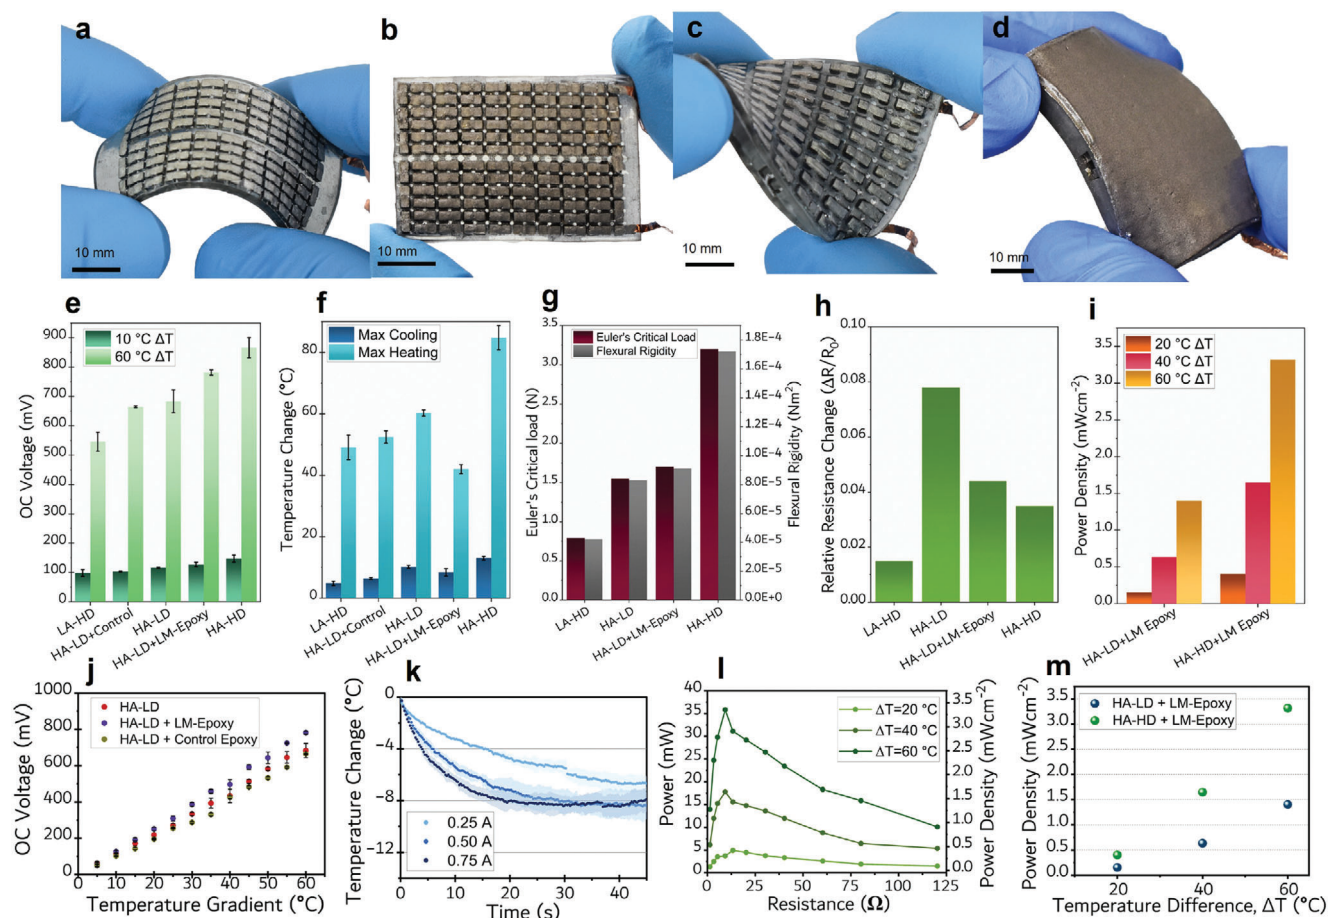 a
b
c
d
10 mm
10 mm
10 mm
10 mm
e
OC Voltage (mV)
900
800
700
600
500
400
300
200
100
0
10 °C ΔT
60 °C ΔT
LA-HD
HA-LD+Control
HA-LD
HA-LD+LM-Epoxy
HA-HD
f
Temperature Change (°C)
80
60
40
20
0
Max Cooling
Max Heating
LA-HD
HA-LD+Control
HA-LD
HA-LD+LM-Epoxy
HA-HD
g
Euler's Critical load (N)
3.5
3.0
2.5
2.0
1.5
1.0
0.5
0.0
Euler's Critical Load
Flexural Rigidity
1.8E−4
1.6E−4
1.4E−4
1.2E−4
1.0E−4
8.0E−5
6.0E−5
4.0E−5
2.0E−5
0.0E+0
Flexural Rigidity (Nm²)
LA-HD
HA-LD
HA-LD+LM-Epoxy
HA-HD
h
Relative Resistance Change (ΔR/R₀)
0.10
0.08
0.06
0.04
0.02
0.00
LA-HD
HA-LD
HA-LD+LM-Epoxy
HA-HD
i
Power Density (mWcm⁻²)
3.5
3.0
2.5
2.0
1.5
1.0
0.5
0.0
20 °C ΔT
40 °C ΔT
60 °C ΔT
HA-LD+LM Epoxy
HA-HD+LM Epoxy
j
OC Voltage (mV)
1000
800
600
400
200
0
HA-LD
HA-LD + LM-Epoxy
HA-LD + Control Epoxy
0
10
20
30
40
50
60
Temperature Gradient (°C)
k
Temperature Change (°C)
0
−4
−8
−12
0.25 A
0.50 A
0.75 A
0
10
20
30
40
Time (s)
l
Power (mW)
40
35
30
25
20
15
10
5
0
ΔT=20 °C
ΔT=40 °C
ΔT=60 °C
3.5
3.0
2.5
2.0
1.5
1.0
0.5
0.0
Power Density (mWcm⁻²)
0
25
50
75
100
125
Resistance (Ω)
m
Power Density (mWcm⁻²)
3.5
3.0
2.5
2.0
1.5
1.0
0.5
0.0
HA-LD + LM-Epoxy
HA-HD + LM-Epoxy
20
40
60
Temperature Difference, ΔT (°C)